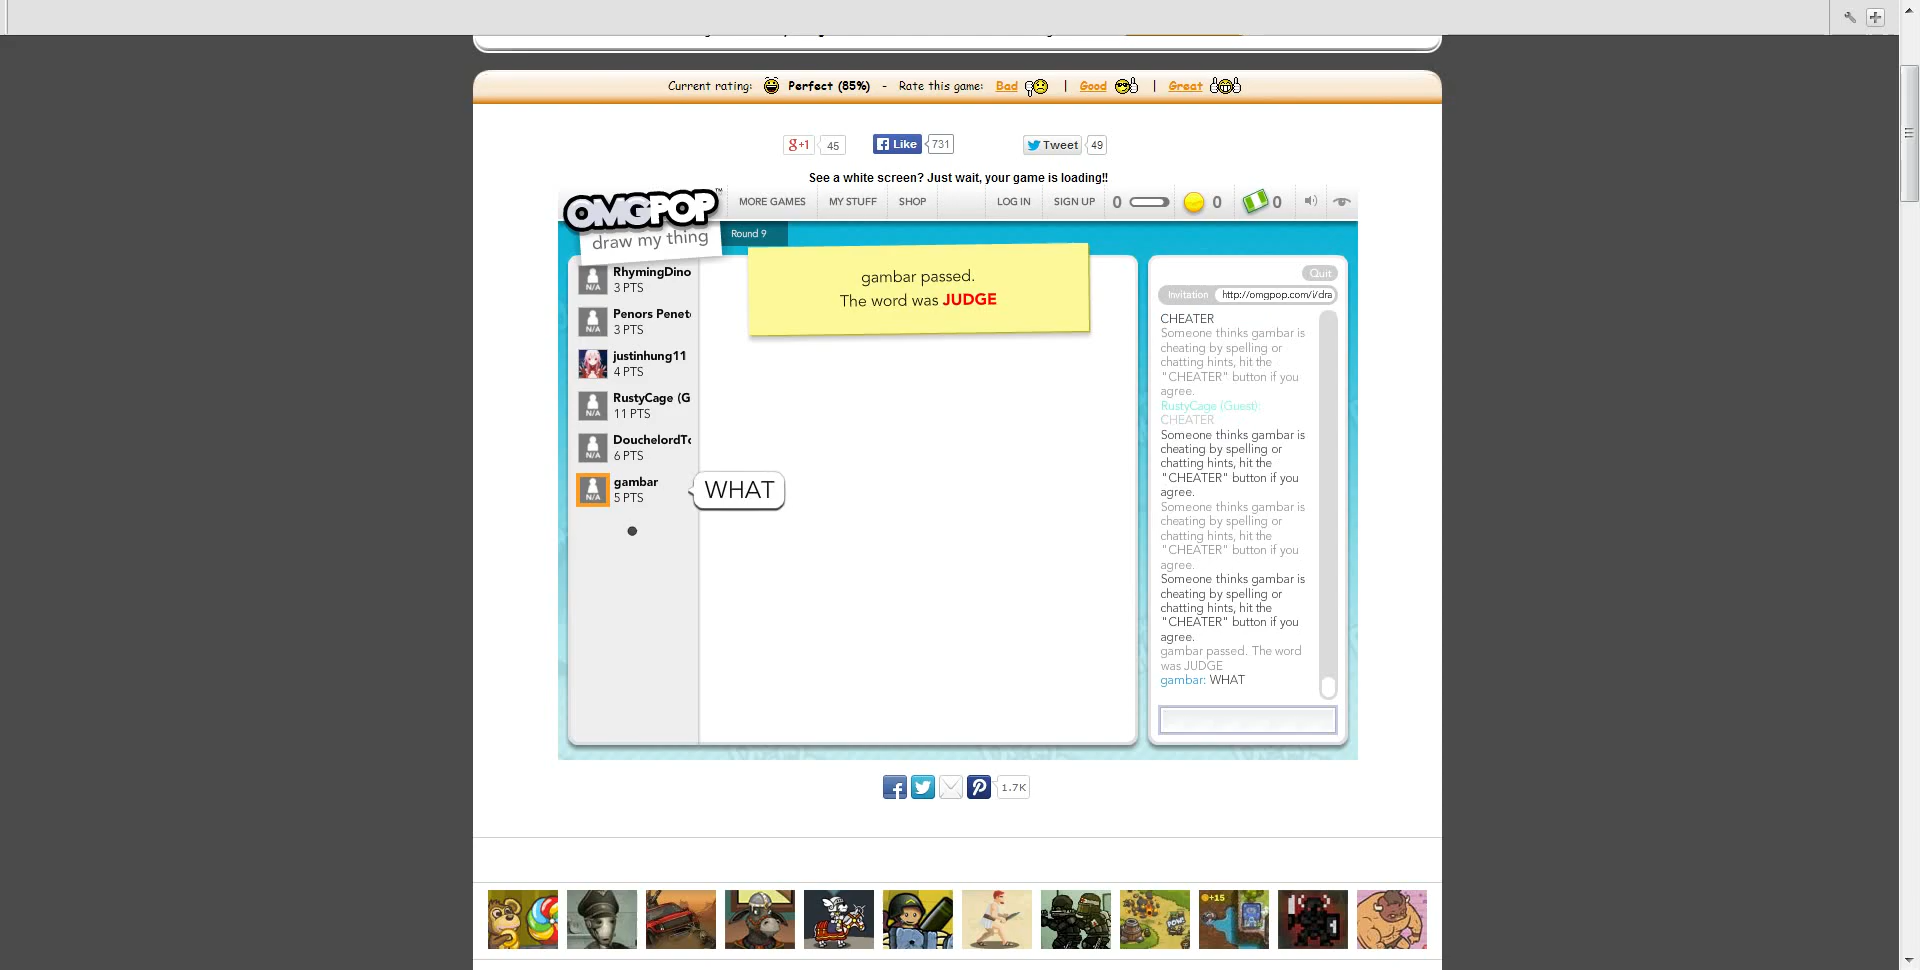 Current rating: Perfect (85%) - Rate this game: Bad | Good | Great
g+1 45 Like 731 Tweet 49
See a white screen? Just wait, your game is loading!!
OMGPOP™
MORE GAMES MY STUFF SHOP LOG IN SIGN UP 0 0 0
draw my thing
Round 9
gambar passed.
The word was JUDGE
N/A RhymingDino
3 PTS
N/A Penors Penet
3 PTS
justinhung11
4 PTS
N/A RustyCage (G
11 PTS
N/A DouchelordTo
6 PTS
N/A gambar
5 PTS
WHAT
Quit
Invitation http://omgpop.com/i/dra
CHEATER
Someone thinks gambar is
cheating by spelling or
chatting hints, hit the
"CHEATER" button if you
agree.
RustyCage (Guest):
CHEATER
Someone thinks gambar is
cheating by spelling or
chatting hints, hit the
"CHEATER" button if you
agree.
Someone thinks gambar is
cheating by spelling or
chatting hints, hit the
"CHEATER" button if you
agree.
Someone thinks gambar is
cheating by spelling or
chatting hints, hit the
"CHEATER" button if you
agree.
gambar passed. The word
was JUDGE
gambar: WHAT
1.7K
+15